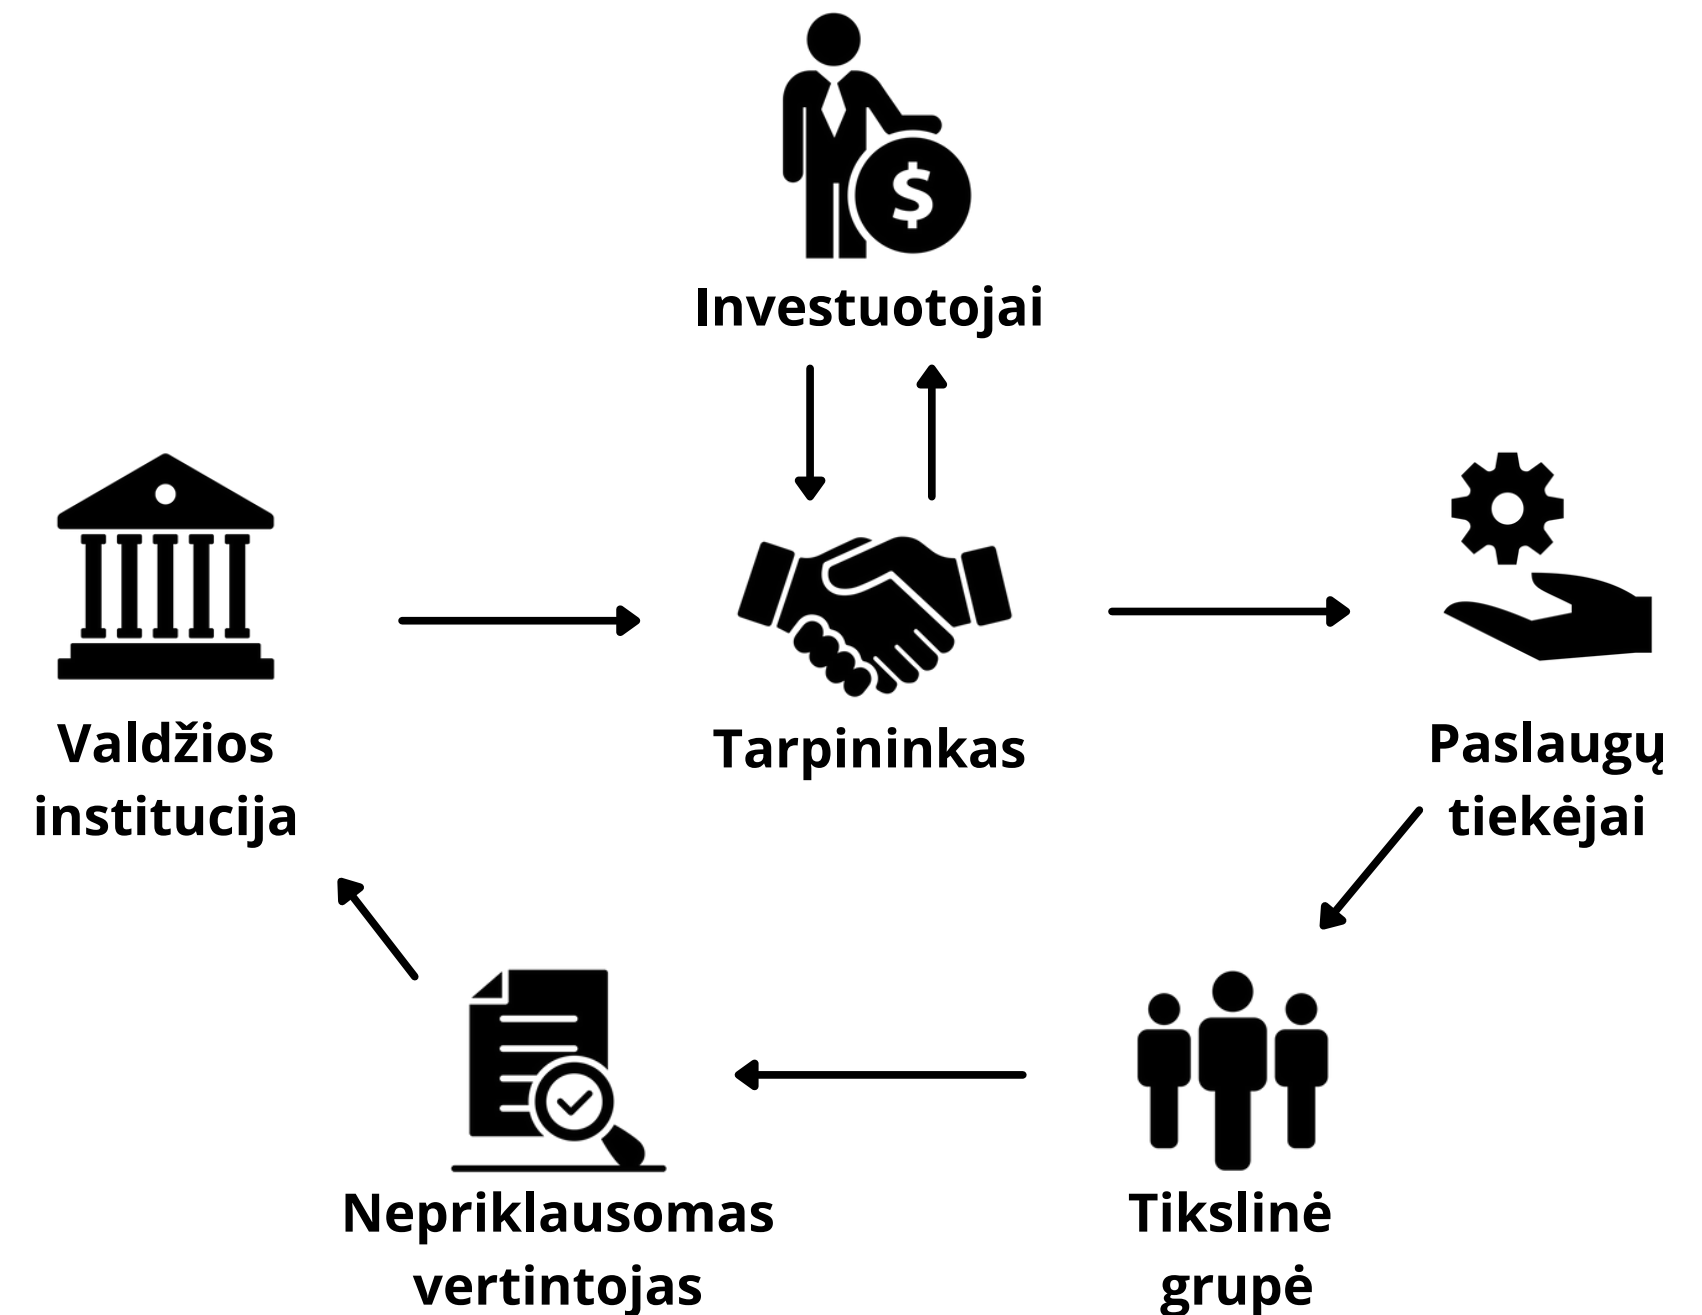 $
Investuotojai
Valdžios
institucija
Tarpininkas
Paslaugų
tiekėjai
Nepriklausomas
vertintojas
Tikslinė
grupė